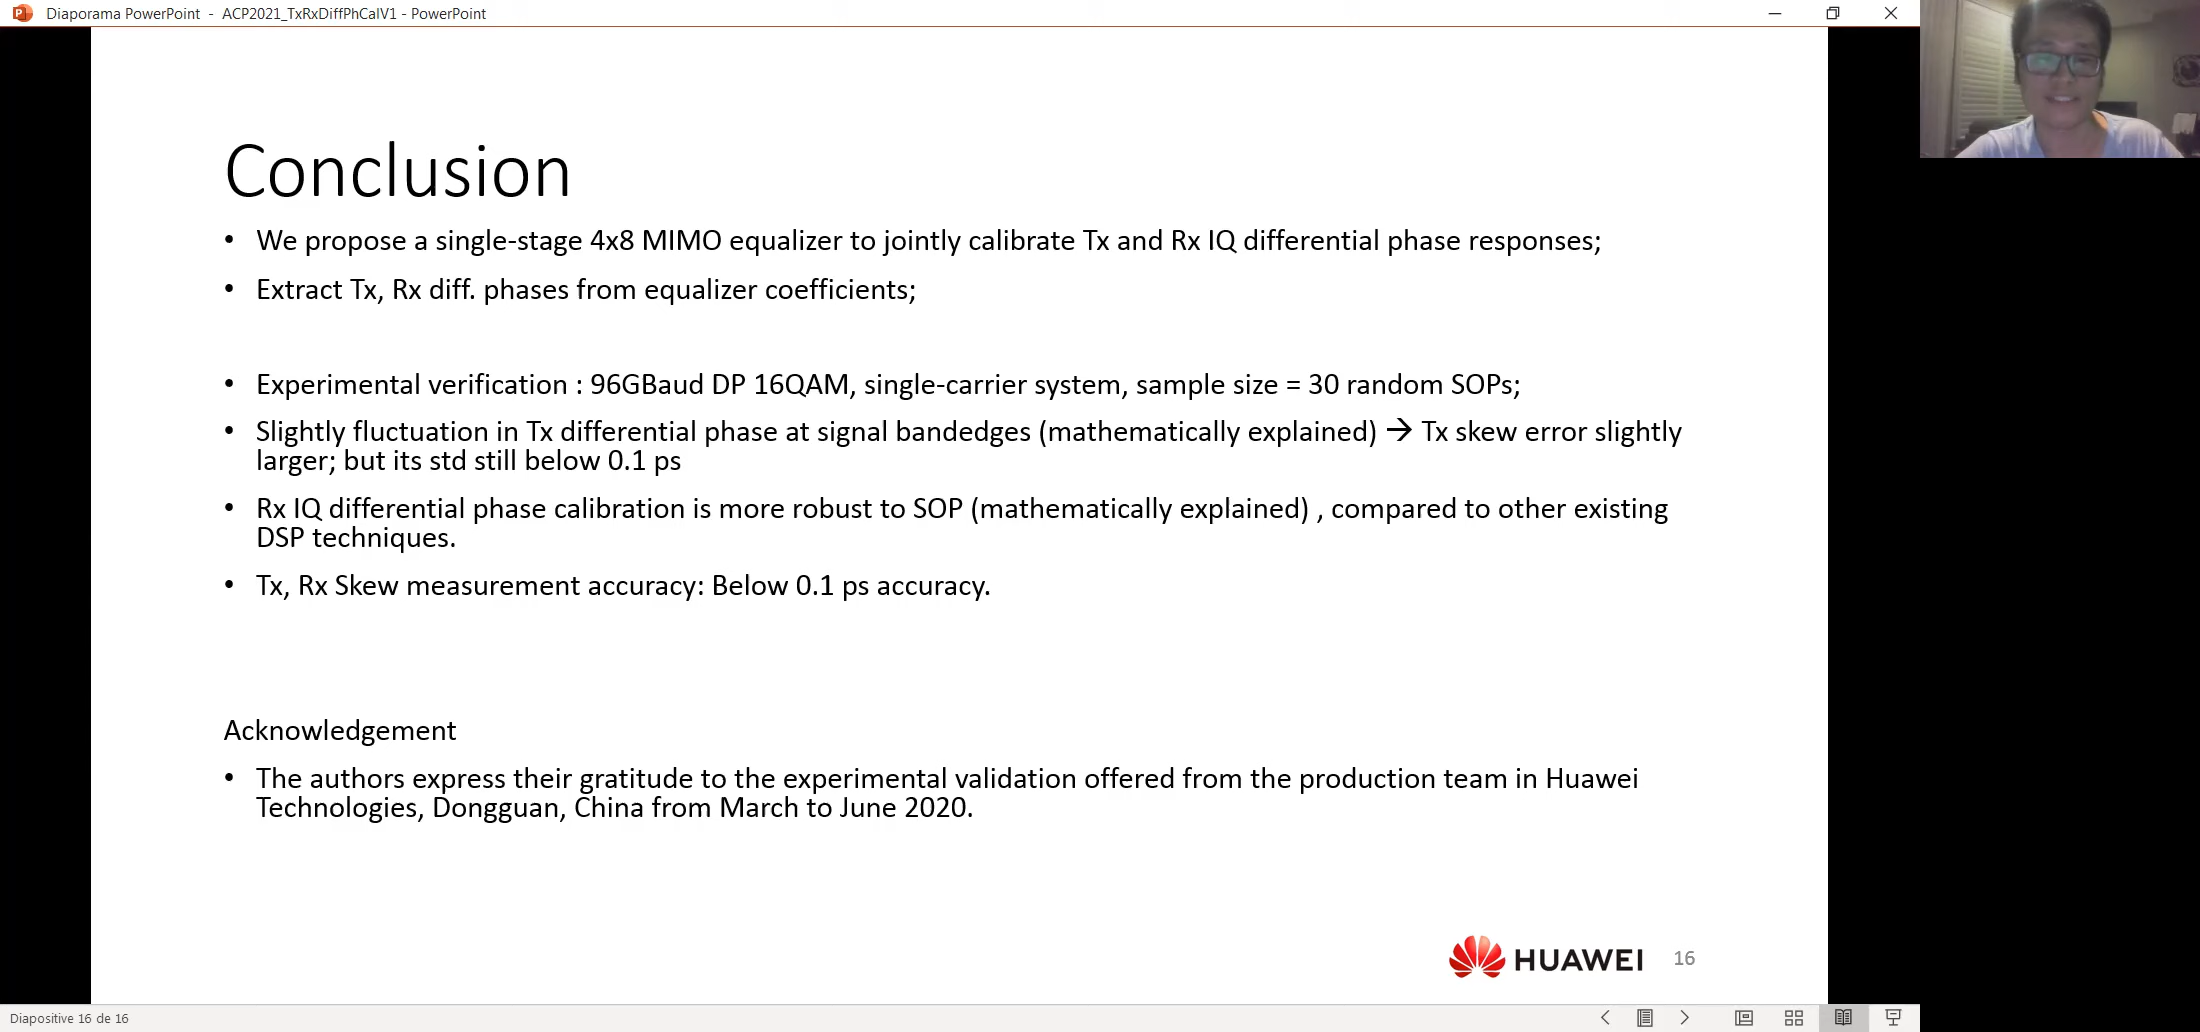 Diaporama PowerPoint - ACP2021_TxRxDiffPhCalV1 - PowerPoint
Conclusion
• We propose a single-stage 4x8 MIMO equalizer to jointly calibrate Tx and Rx IQ differential phase responses;
• Extract Tx, Rx diff. phases from equalizer coefficients;
• Experimental verification : 96GBaud DP 16QAM, single-carrier system, sample size = 30 random SOPs;
• Slightly fluctuation in Tx differential phase at signal bandedges (mathematically explained) → Tx skew error slightly
larger; but its std still below 0.1 ps
• Rx IQ differential phase calibration is more robust to SOP (mathematically explained) , compared to other existing
DSP techniques.
• Tx, Rx Skew measurement accuracy: Below 0.1 ps accuracy.
Acknowledgement
• The authors express their gratitude to the experimental validation offered from the production team in Huawei
Technologies, Dongguan, China from March to June 2020.
HUAWEI 16
Diapositive 16 de 16